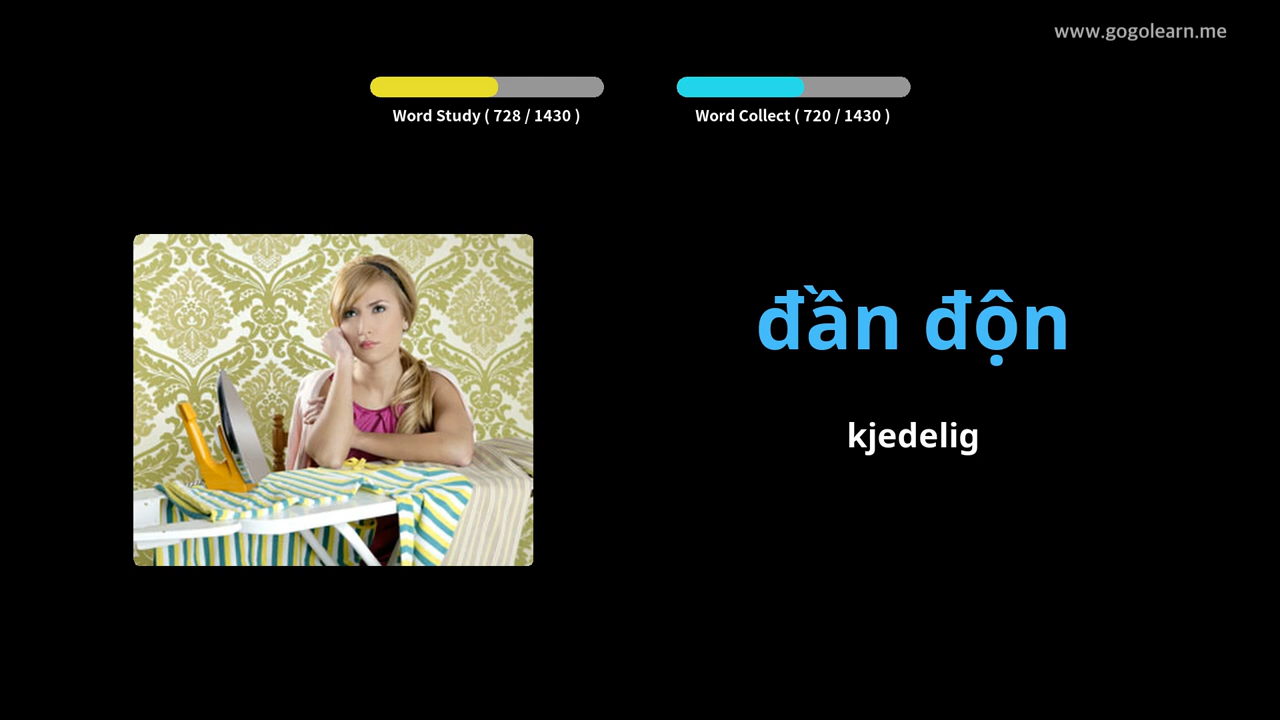 www.gogolearn.me
Word Study ( 728 / 1430 )
Word Collect ( 720 / 1430 )
đần độn
kjedelig